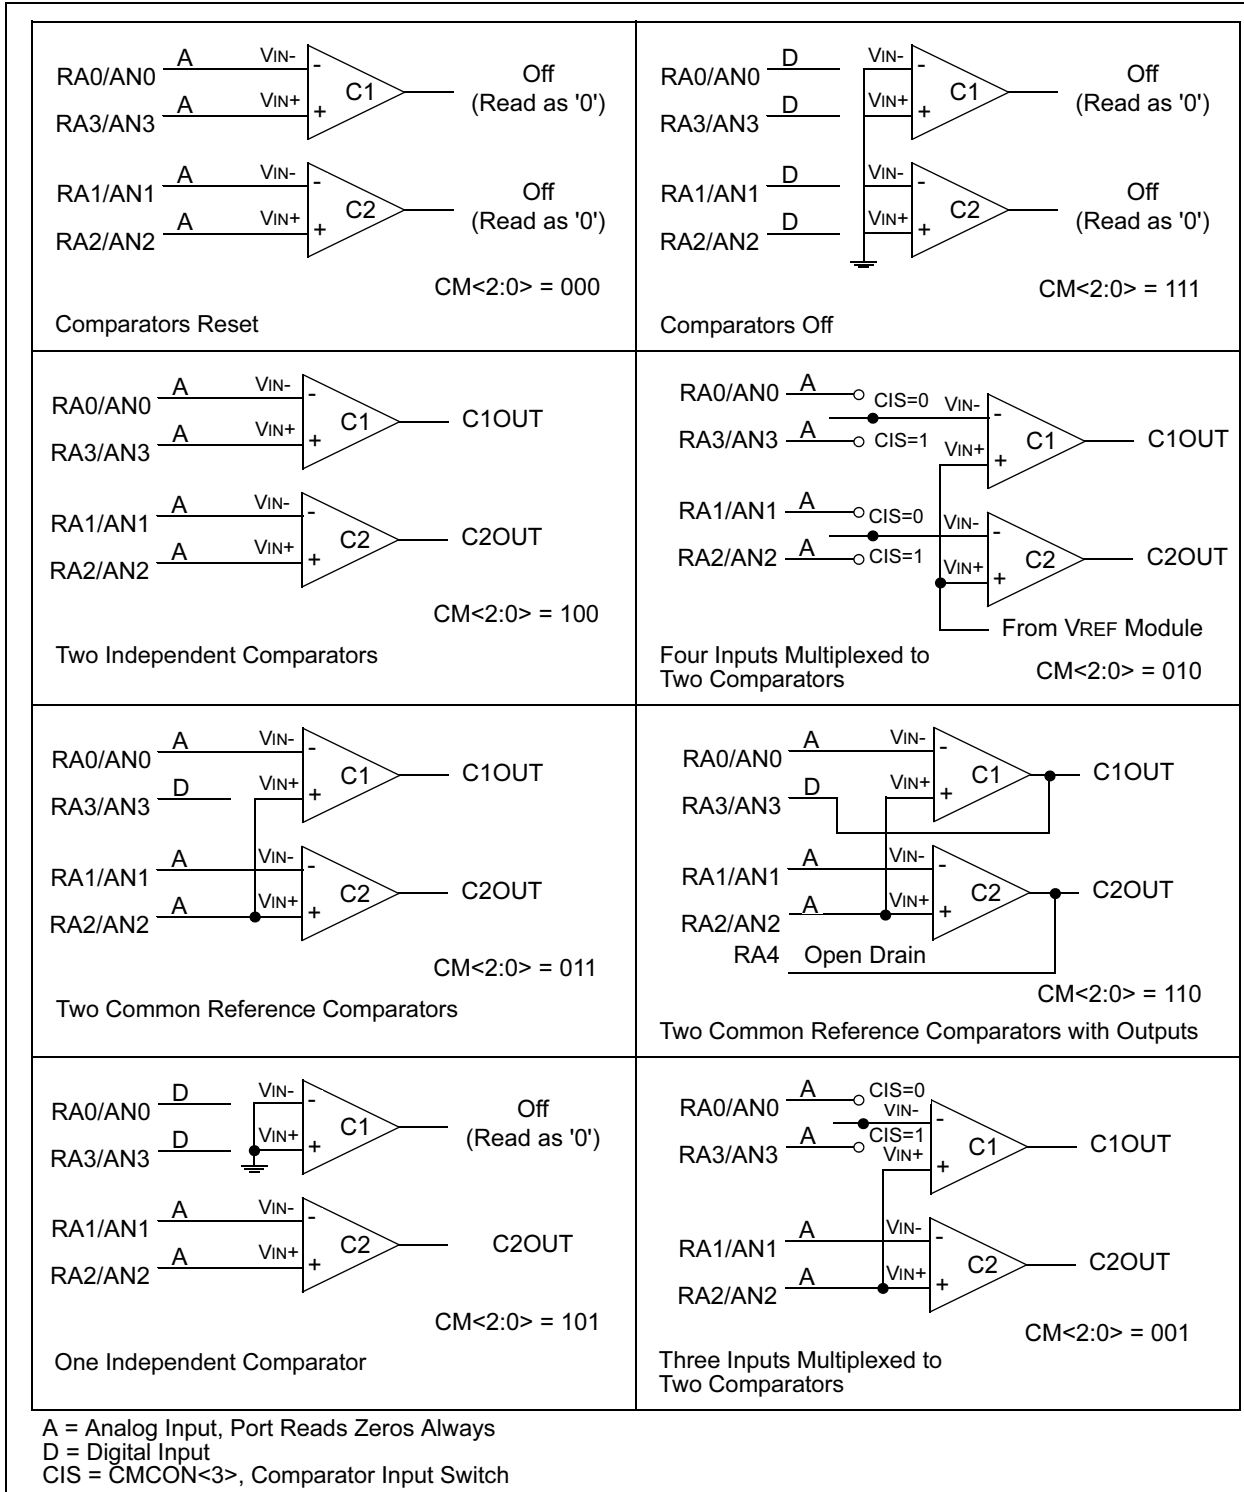 RA0/AN0 A VIN- - C1 Off
RA3/AN3 A VIN+ + (Read as '0')
RA1/AN1 A VIN- - C2 Off
RA2/AN2 A VIN+ + (Read as '0')
CM<2:0> = 000
Comparators Reset
RA0/AN0 D VIN- - C1 Off
RA3/AN3 D VIN+ + (Read as '0')
RA1/AN1 D VIN- - C2 Off
RA2/AN2 D VIN+ + (Read as '0')
CM<2:0> = 111
Comparators Off
RA0/AN0 A VIN- - C1 C1OUT
RA3/AN3 A VIN+ +
RA1/AN1 A VIN- - C2 C2OUT
RA2/AN2 A VIN+ +
CM<2:0> = 100
Two Independent Comparators
RA0/AN0 A CIS=0 VIN- - C1 C1OUT
RA3/AN3 A CIS=1 VIN+ +
RA1/AN1 A CIS=0 VIN- - C2 C2OUT
RA2/AN2 A CIS=1 VIN+ +
From VREF Module
Four Inputs Multiplexed to
Two Comparators
CM<2:0> = 010
RA0/AN0 A VIN- - C1 C1OUT
RA3/AN3 D VIN+ +
RA1/AN1 A VIN- - C2 C2OUT
RA2/AN2 A VIN+ +
CM<2:0> = 011
Two Common Reference Comparators
RA0/AN0 A VIN- - C1 C1OUT
RA3/AN3 D VIN+ +
RA1/AN1 A VIN- - C2 C2OUT
RA2/AN2 A VIN+ +
RA4 Open Drain
CM<2:0> = 110
Two Common Reference Comparators with Outputs
RA0/AN0 D VIN- - C1 Off
RA3/AN3 D VIN+ + (Read as '0')
RA1/AN1 A VIN- - C2 C2OUT
RA2/AN2 A VIN+ +
CM<2:0> = 101
One Independent Comparator
RA0/AN0 A CIS=0 VIN- - C1 C1OUT
RA3/AN3 A CIS=1 VIN+ +
RA1/AN1 A VIN- - C2 C2OUT
RA2/AN2 A VIN+ +
CM<2:0> = 001
Three Inputs Multiplexed to
Two Comparators
A = Analog Input, Port Reads Zeros Always
D = Digital Input
CIS = CMCON<3>, Comparator Input Switch